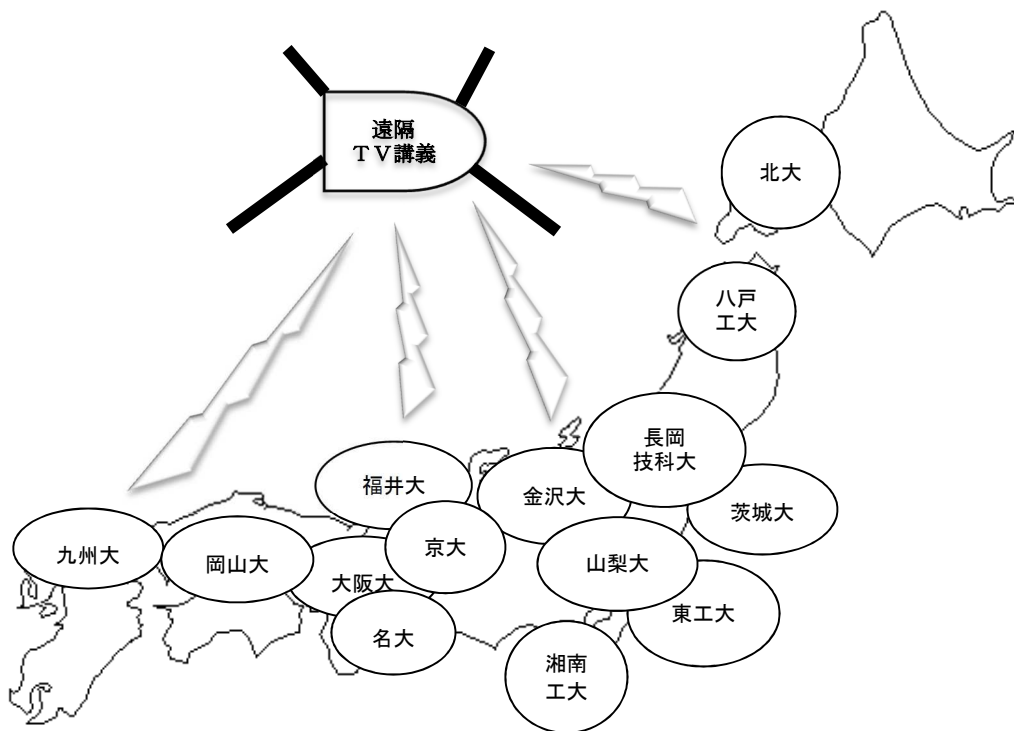 遠隔
ＴＶ講義
北大
八戸
工大
長岡
技科大
福井大
金沢大
茨城大
九州大
岡山大
京大
山梨大
大阪大
東工大
名大
湘南
工大